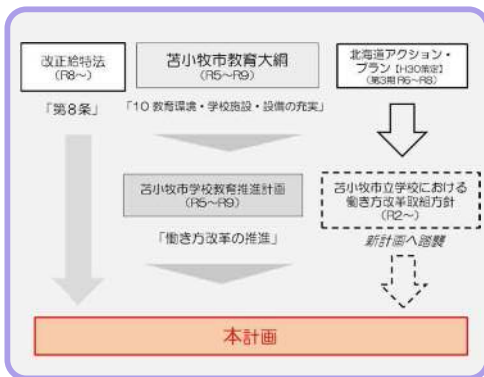 改正給特法
(R8～)
「第8条」
苫小牧市教育大綱
(R5～R9)
「10 教育環境・学校施設・設備の充実」
北海道アクション・
プラン【H30策定】
(第3期 R6～R8)
苫小牧市学校教育推進計画
(R5～R9)
「働き方改革の推進」
苫小牧市立学校における
働き方改革取組方針
(R2～)
新計画へ踏襲
本計画